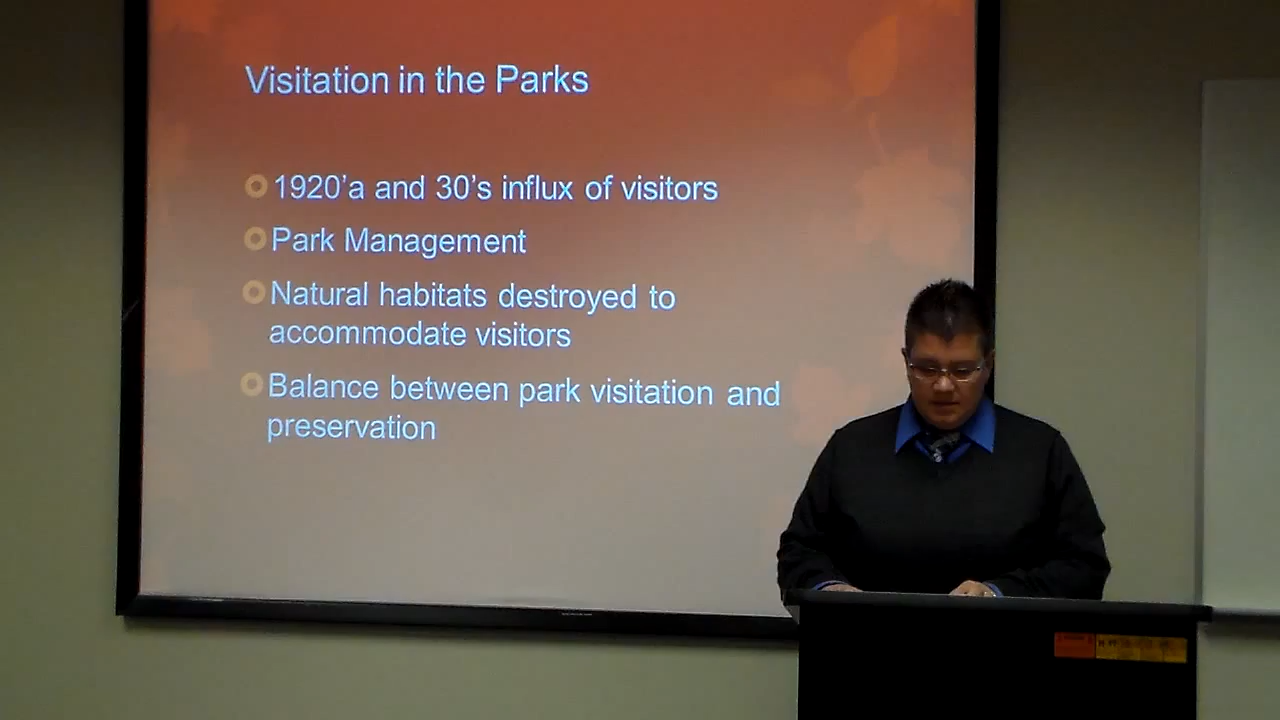 Visitation in the Parks
1920'a and 30's influx of visitors
Park Management
Natural habitats destroyed to
accommodate visitors
Balance between park visitation and
preservation